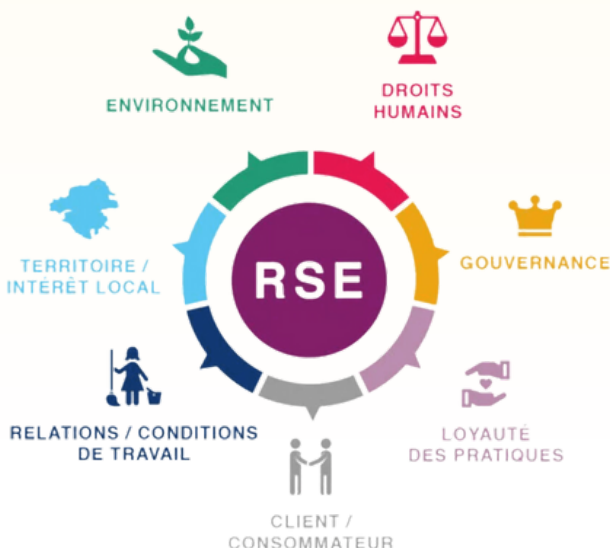 ENVIRONNEMENT
DROITS
HUMAINS
TERRITOIRE /
INTÉRÊT LOCAL
RSE
GOUVERNANCE
RELATIONS / CONDITIONS
DE TRAVAIL
LOYAUTÉ
DES PRATIQUES
CLIENT /
CONSOMMATEUR